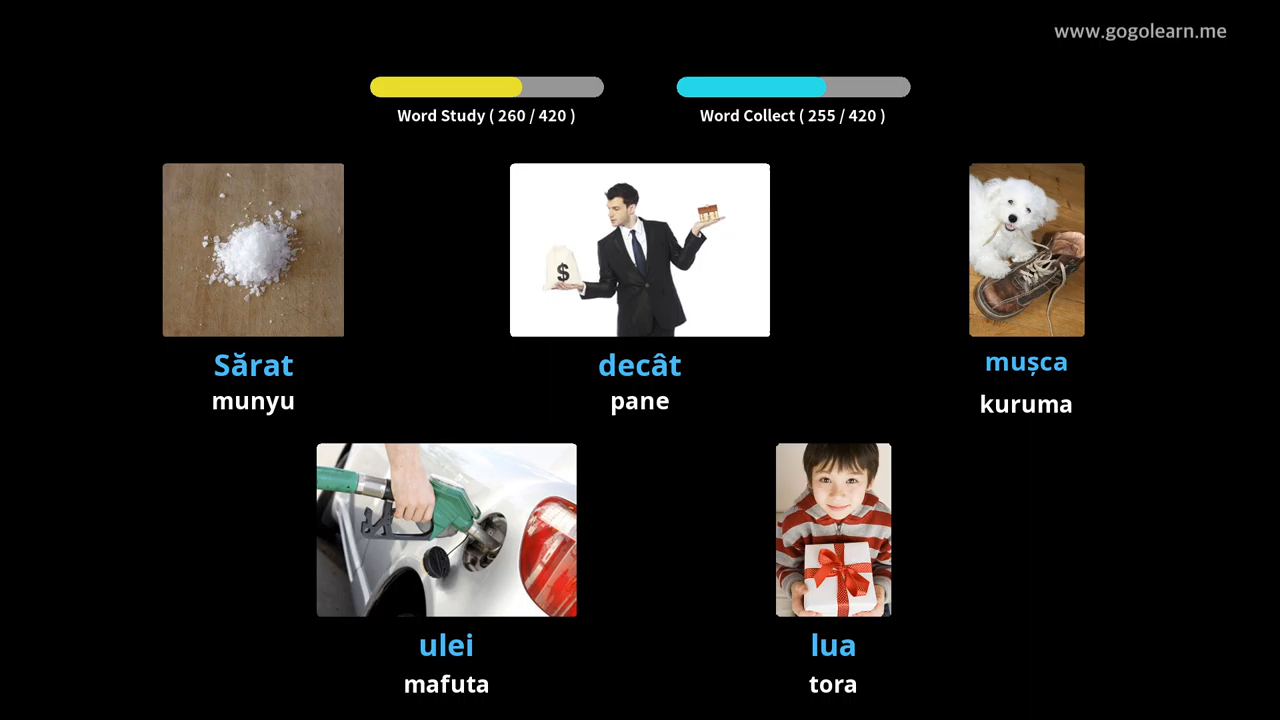 www.gogolearn.me
Word Study ( 260 / 420 )
Word Collect ( 255 / 420 )
Sărat
munyu
decât
pane
mușca
kuruma
$
ulei
mafuta
lua
tora